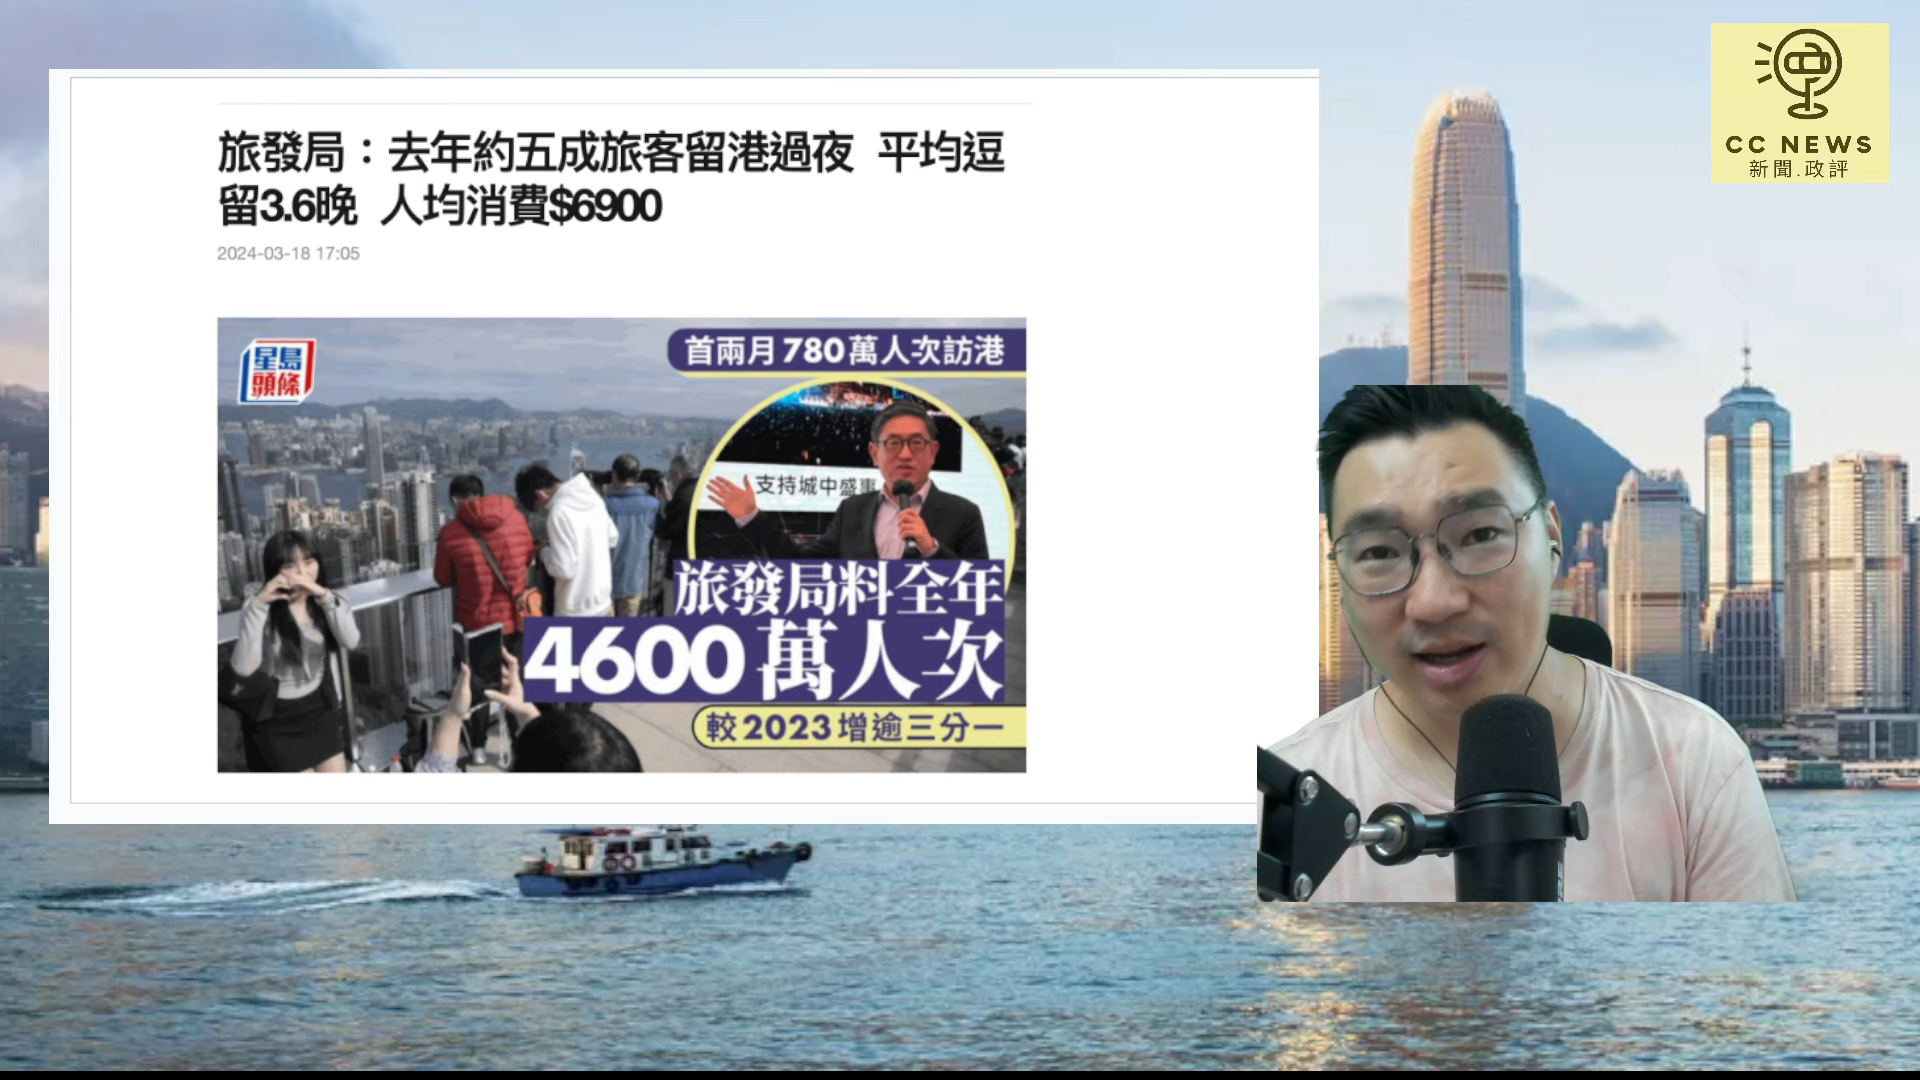 旅發局：去年約五成旅客留港過夜 平均逗
留3.6晚 人均消費$6900
2024-03-18 17:05
星島
頭條
首兩月780萬人次訪港
支持城中盛事
旅發局料全年
4600萬人次
較2023增逾三分一
CC NEWS
新聞.政評